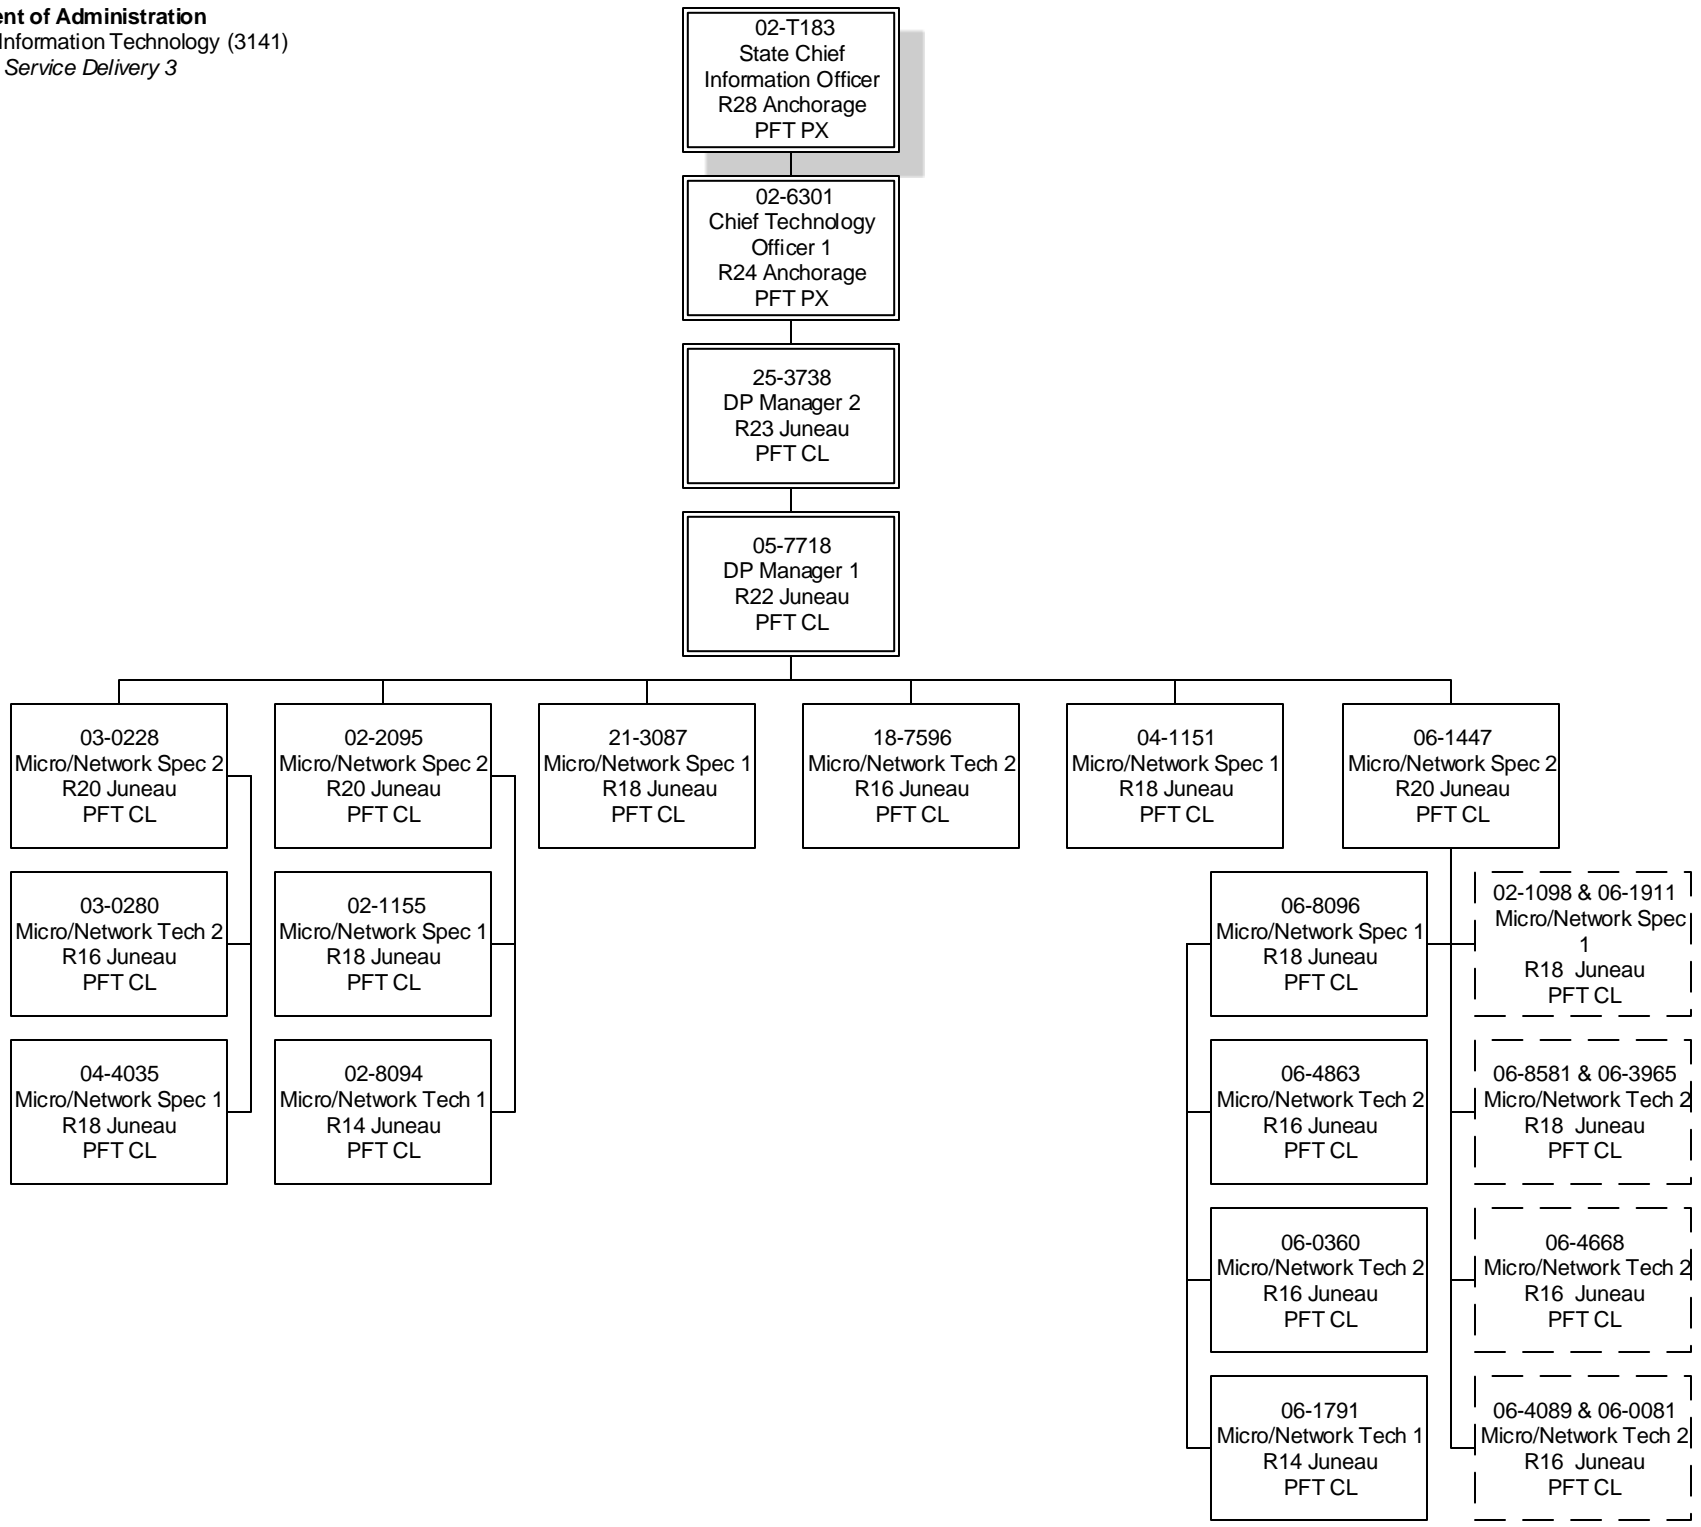 ent of Administration
Information Technology (3141)
Service Delivery 3
02-T183
State Chief
Information Officer
R28 Anchorage
PFT PX
02-6301
Chief Technology
Officer 1
R24 Anchorage
PFT PX
25-3738
DP Manager 2
R23 Juneau
PFT CL
05-7718
DP Manager 1
R22 Juneau
PFT CL
03-0228
Micro/Network Spec 2
R20 Juneau
PFT CL
02-2095
Micro/Network Spec 2
R20 Juneau
PFT CL
21-3087
Micro/Network Spec 1
R18 Juneau
PFT CL
18-7596
Micro/Network Tech 2
R16 Juneau
PFT CL
04-1151
Micro/Network Spec 1
R18 Juneau
PFT CL
06-1447
Micro/Network Spec 2
R20 Juneau
PFT CL
03-0280
Micro/Network Tech 2
R16 Juneau
PFT CL
02-1155
Micro/Network Spec 1
R18 Juneau
PFT CL
06-8096
Micro/Network Spec 1
R18 Juneau
PFT CL
02-1098 & 06-1911
Micro/Network Spec
1
R18 Juneau
PFT CL
04-4035
Micro/Network Spec 1
R18 Juneau
PFT CL
02-8094
Micro/Network Tech 1
R14 Juneau
PFT CL
06-4863
Micro/Network Tech 2
R16 Juneau
PFT CL
06-8581 & 06-3965
Micro/Network Tech 2
R18 Juneau
PFT CL
06-0360
Micro/Network Tech 2
R16 Juneau
PFT CL
06-4668
Micro/Network Tech 2
R16 Juneau
PFT CL
06-1791
Micro/Network Tech 1
R14 Juneau
PFT CL
06-4089 & 06-0081
Micro/Network Tech 2
R16 Juneau
PFT CL